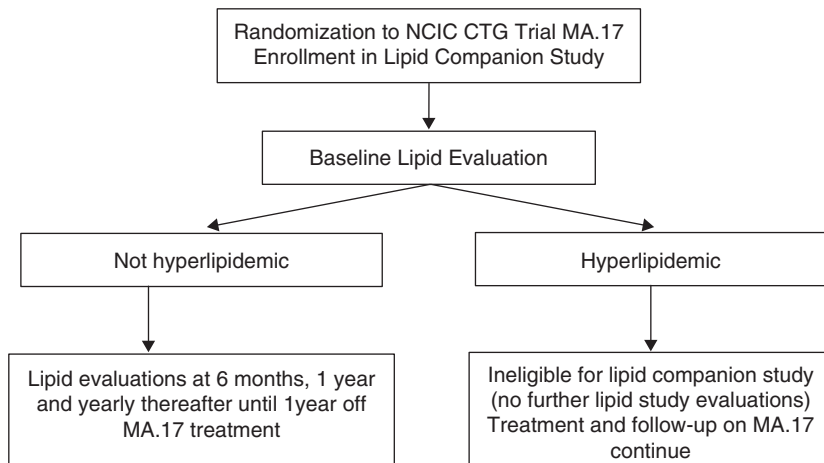 Randomization to NCIC CTG Trial MA.17
Enrollment in Lipid Companion Study
Baseline Lipid Evaluation
Not hyperlipidemic
Hyperlipidemic
Lipid evaluations at 6 months, 1 year
and yearly thereafter until 1year off
MA.17 treatment
Ineligible for lipid companion study
(no further lipid study evaluations)
Treatment and follow-up on MA.17
continue